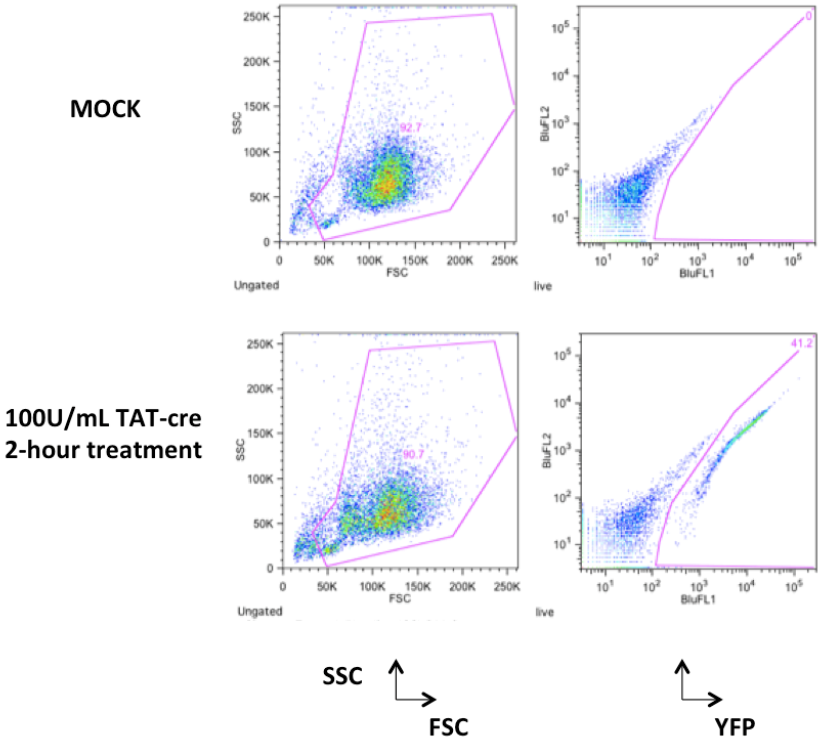 MOCK
250K
200K
150K
100K
50K
0
SSC
92.7
0 50K 100K 150K 200K 250K
FSC
Ungated
10^5
10^4
10^3
10^2
10^1
BluFL2
0
10^1 10^2 10^3 10^4 10^5
BluFL1
live
100U/mL TAT-cre
2-hour treatment
250K
200K
150K
100K
50K
0
SSC
90.7
0 50K 100K 150K 200K 250K
FSC
Ungated
10^5
10^4
10^3
10^2
10^1
BluFL2
41.2
10^1 10^2 10^3 10^4 10^5
BluFL1
live
SSC
FSC
YFP